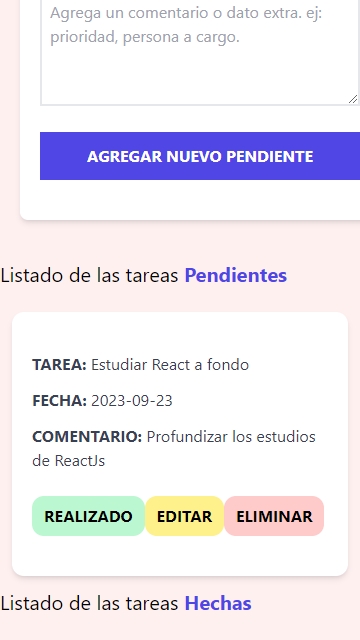 Agrega un comentario o dato extra. ej:
prioridad, persona a cargo.
AGREGAR NUEVO PENDIENTE
Listado de las tareas Pendientes
TAREA: Estudiar React a fondo
FECHA: 2023-09-23
COMENTARIO: Profundizar los estudios
de ReactJs
REALIZADO EDITAR ELIMINAR
Listado de las tareas Hechas